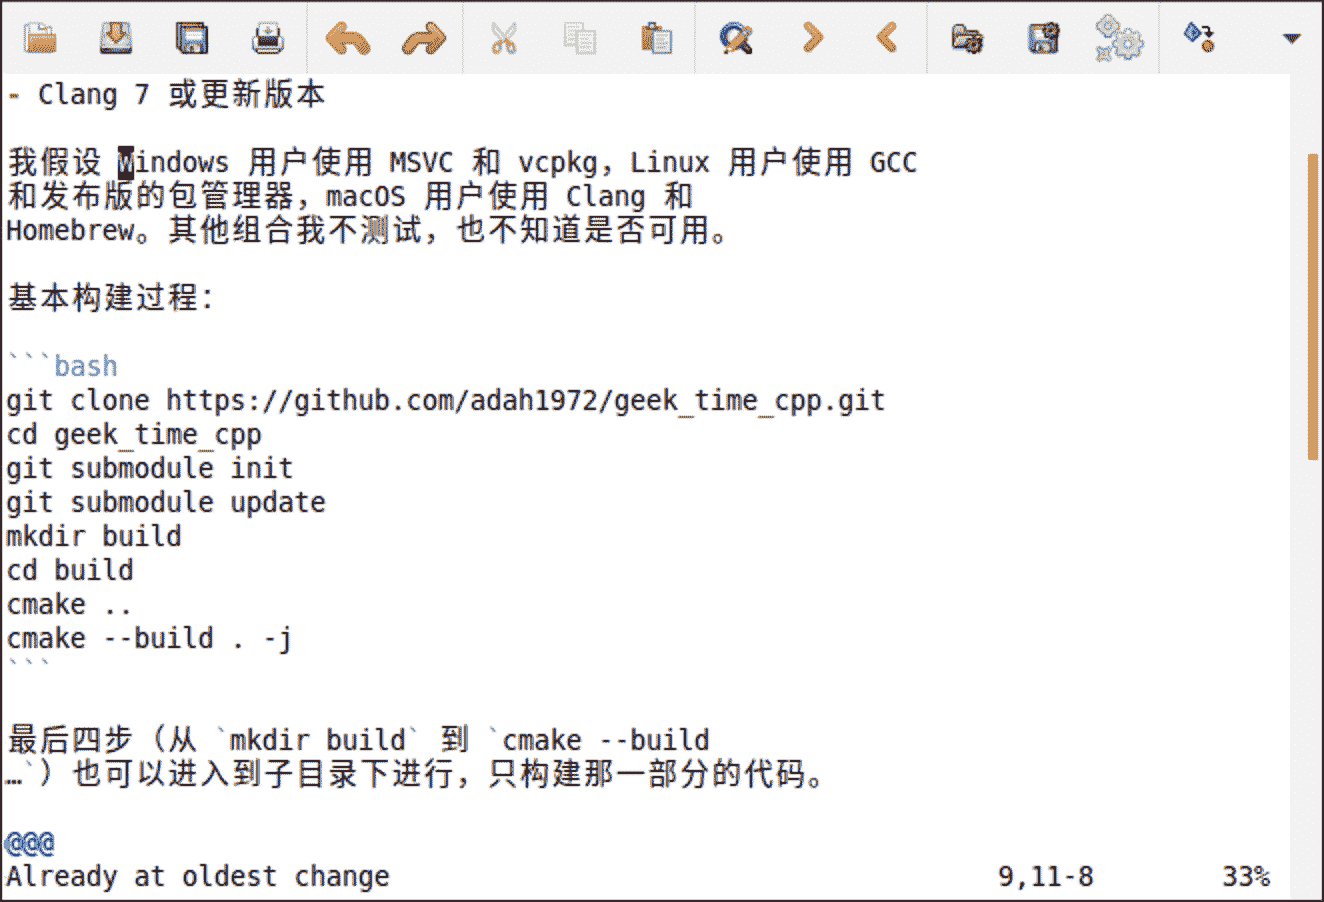 - Clang 7 或更新版本
我假设 Windows 用户使用 MSVC 和 vcpkg，Linux 用户使用 GCC
和发布版的包管理器，macOS 用户使用 Clang 和
Homebrew。其他组合我不测试，也不知道是否可用。
基本构建过程：
```bash
git clone https://github.com/adah1972/geek_time_cpp.git
cd geek_time_cpp
git submodule init
git submodule update
mkdir build
cd build
cmake ..
cmake --build . -j
```
最后四步（从 `mkdir build` 到 `cmake --build
…`）也可以进入到子目录下进行，只构建那一部分的代码。
@@@
Already at oldest change 9,11-8 33%